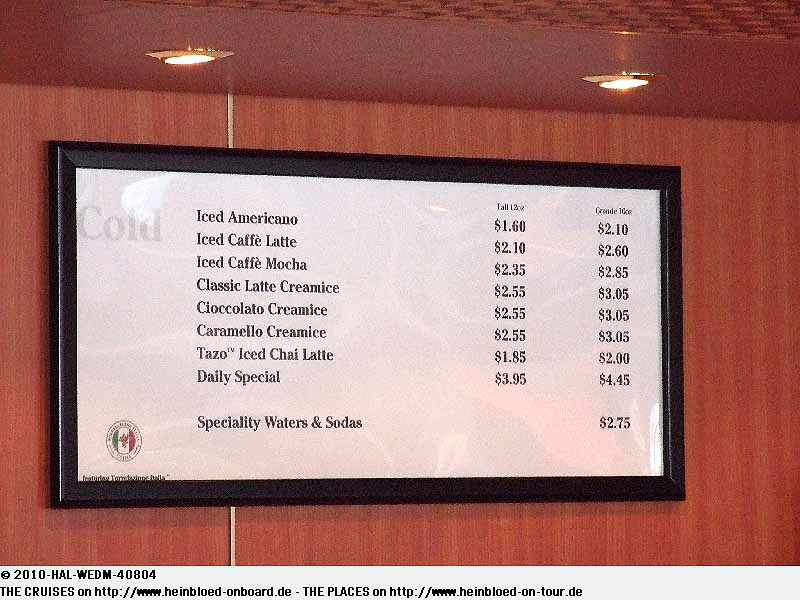 Cold
Tall 12oz Grande 16oz
Iced Americano $1.60 $2.10
Iced Caffè Latte $2.10 $2.60
Iced Caffè Mocha $2.35 $2.85
Classic Latte Creamice $2.55 $3.05
Cioccolato Creamice $2.55 $3.05
Caramello Creamice $2.55 $3.05
Tazo™ Iced Chai Latte $1.85 $2.00
Daily Special $3.95 $4.45
Speciality Waters & Sodas $2.75
featuring Torrefazione Italia™
© 2010-HAL-WEDM-40804
THE CRUISES on http://www.heinbloed-onboard.de - THE PLACES on http://www.heinbloed-on-tour.de